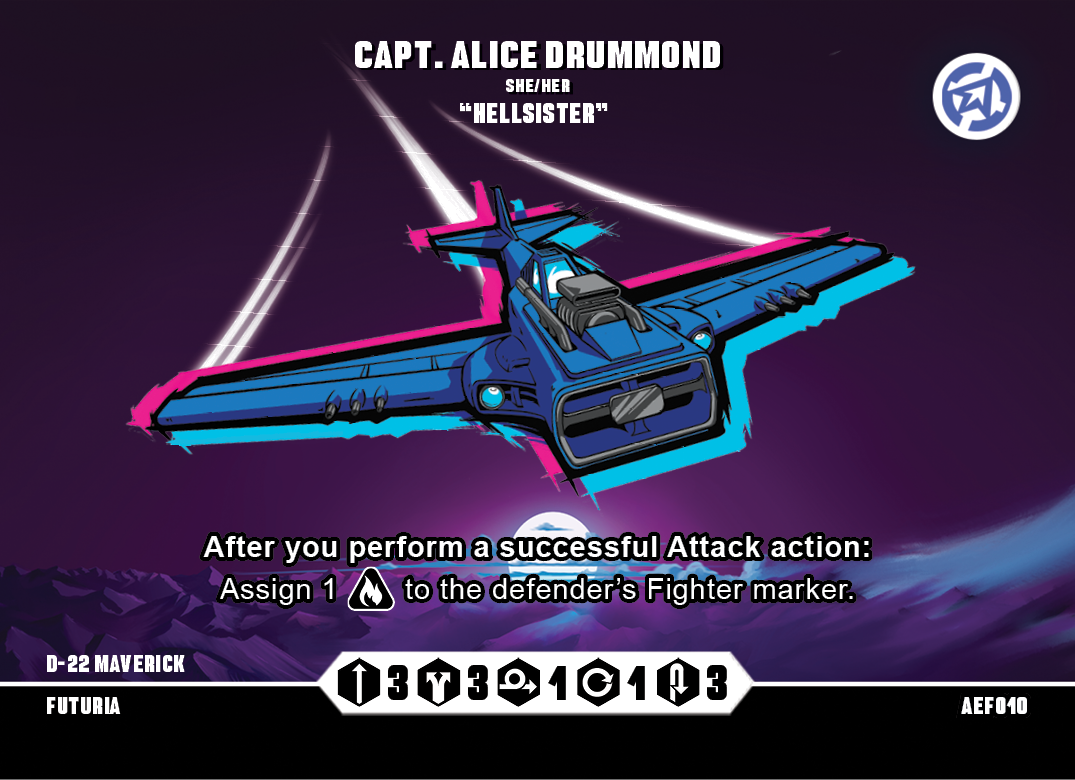 CAPT. ALICE DRUMMOND
SHE/HER
“HELLSISTER”
After you perform a successful Attack action:
Assign 1 to the defender’s Fighter marker.
D-22 MAVERICK
3 3 1 1 3
FUTURIA
AEF010